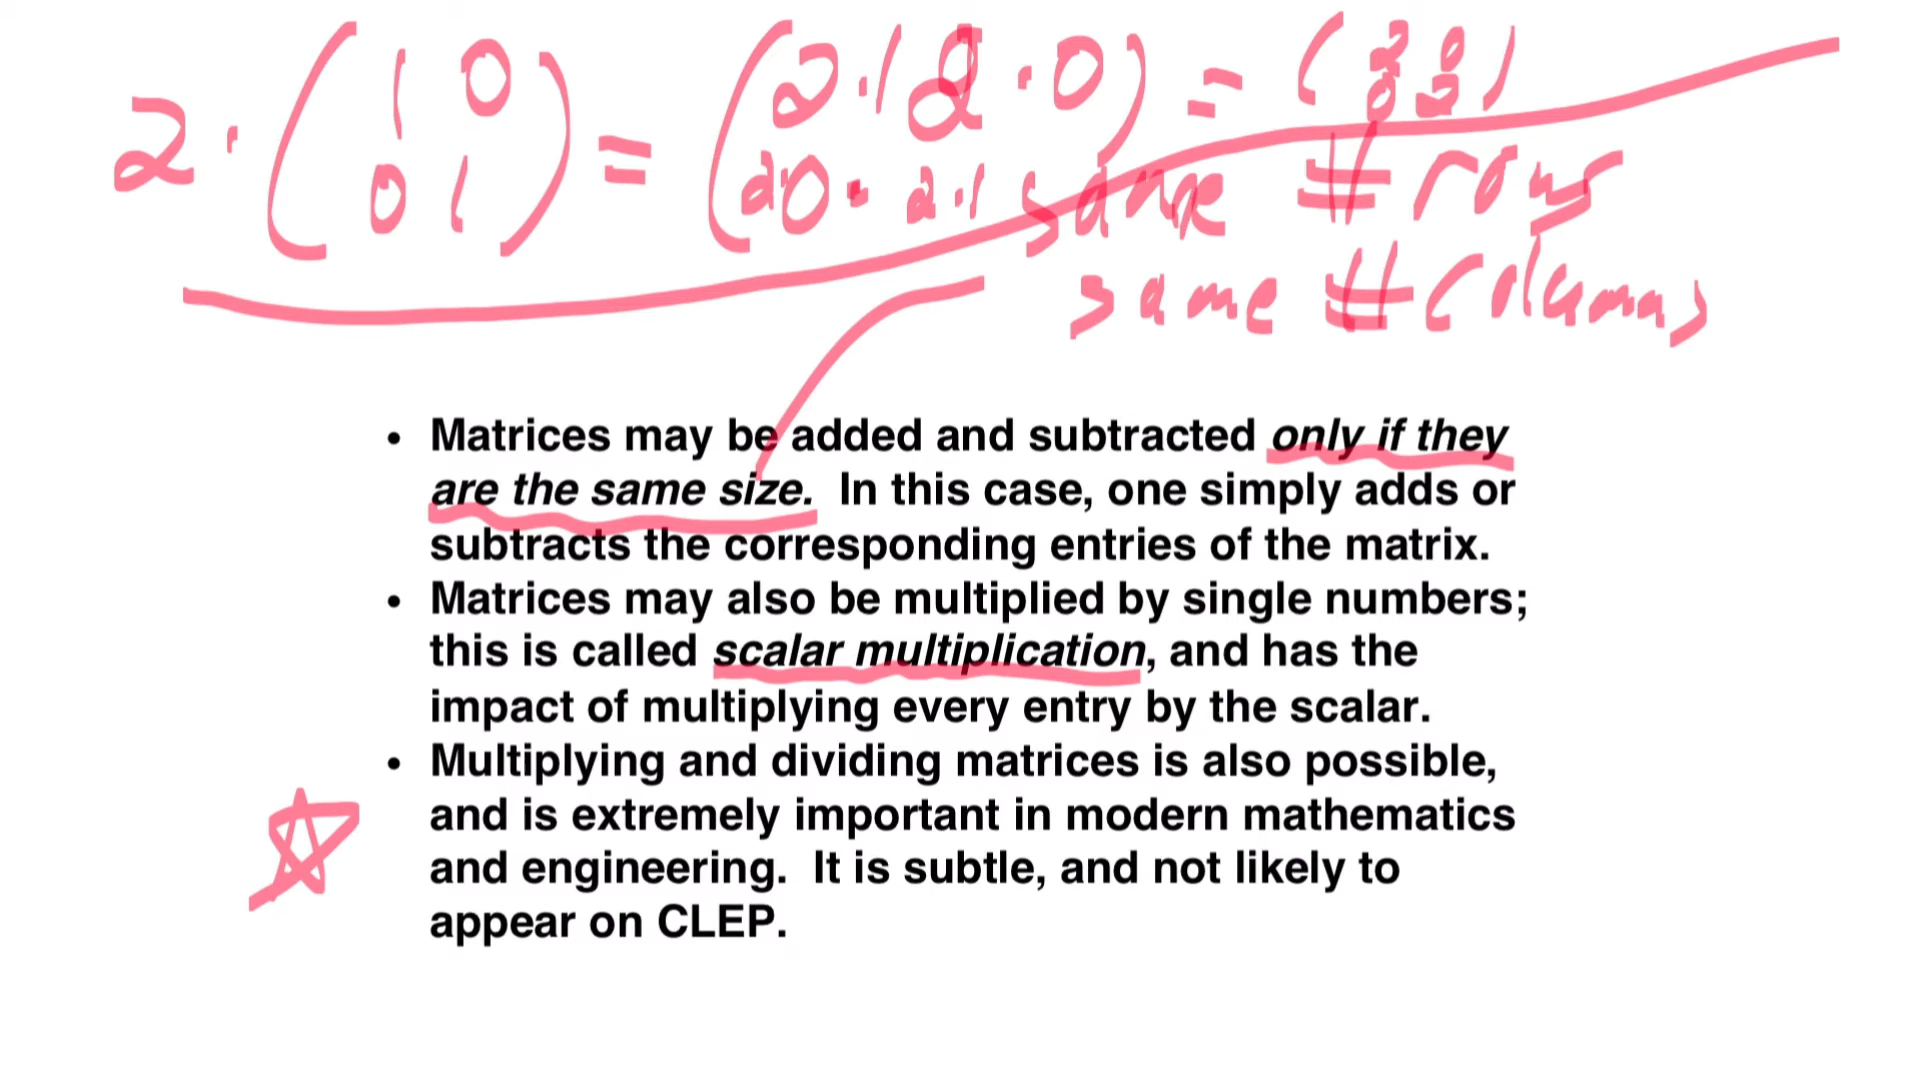 2 · ( 1 0 ) = ( 2·1 2·0 ) = ( 2 0 )
( 0 1 ) ( 2·0 2·1 ) ( 0 2 )
same # rows
same # columns
• Matrices may be added and subtracted only if they
are the same size. In this case, one simply adds or
subtracts the corresponding entries of the matrix.
• Matrices may also be multiplied by single numbers;
this is called scalar multiplication, and has the
impact of multiplying every entry by the scalar.
• Multiplying and dividing matrices is also possible,
and is extremely important in modern mathematics
and engineering. It is subtle, and not likely to
appear on CLEP.